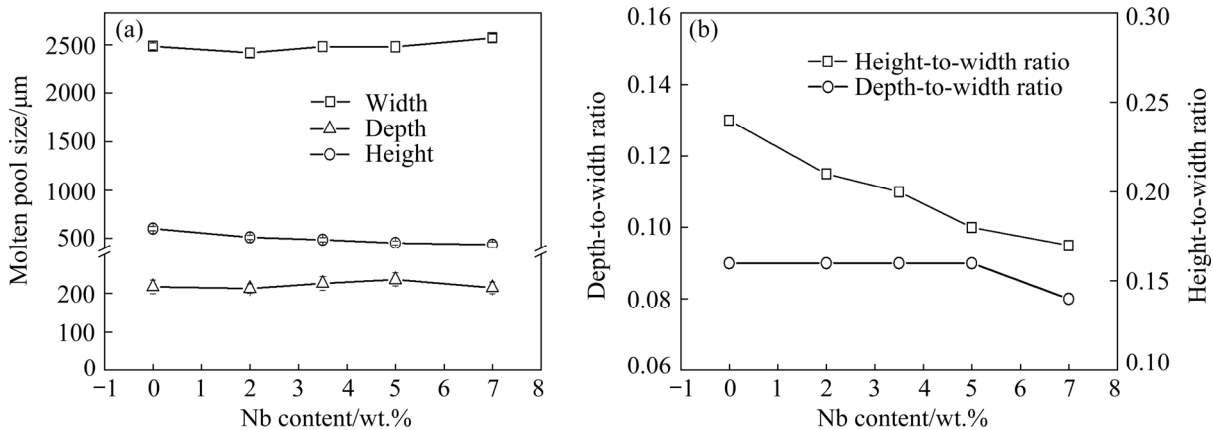 (a)
Molten pool size/μm
2500
2000
1500
1000
500
200
100
0
Width
Depth
Height
−1 0 1 2 3 4 5 6 7 8
Nb content/wt.%
(b)
Depth-to-width ratio
0.16
0.14
0.12
0.10
0.08
0.06
Height-to-width ratio
Depth-to-width ratio
−1 0 1 2 3 4 5 6 7 8
Nb content/wt.%
0.30
0.25
0.20
0.15
0.10
Height-to-width ratio